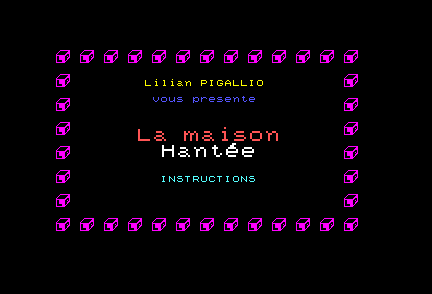 Lilian PIGALLIO
vous presente
La maison
Hantée
INSTRUCTIONS